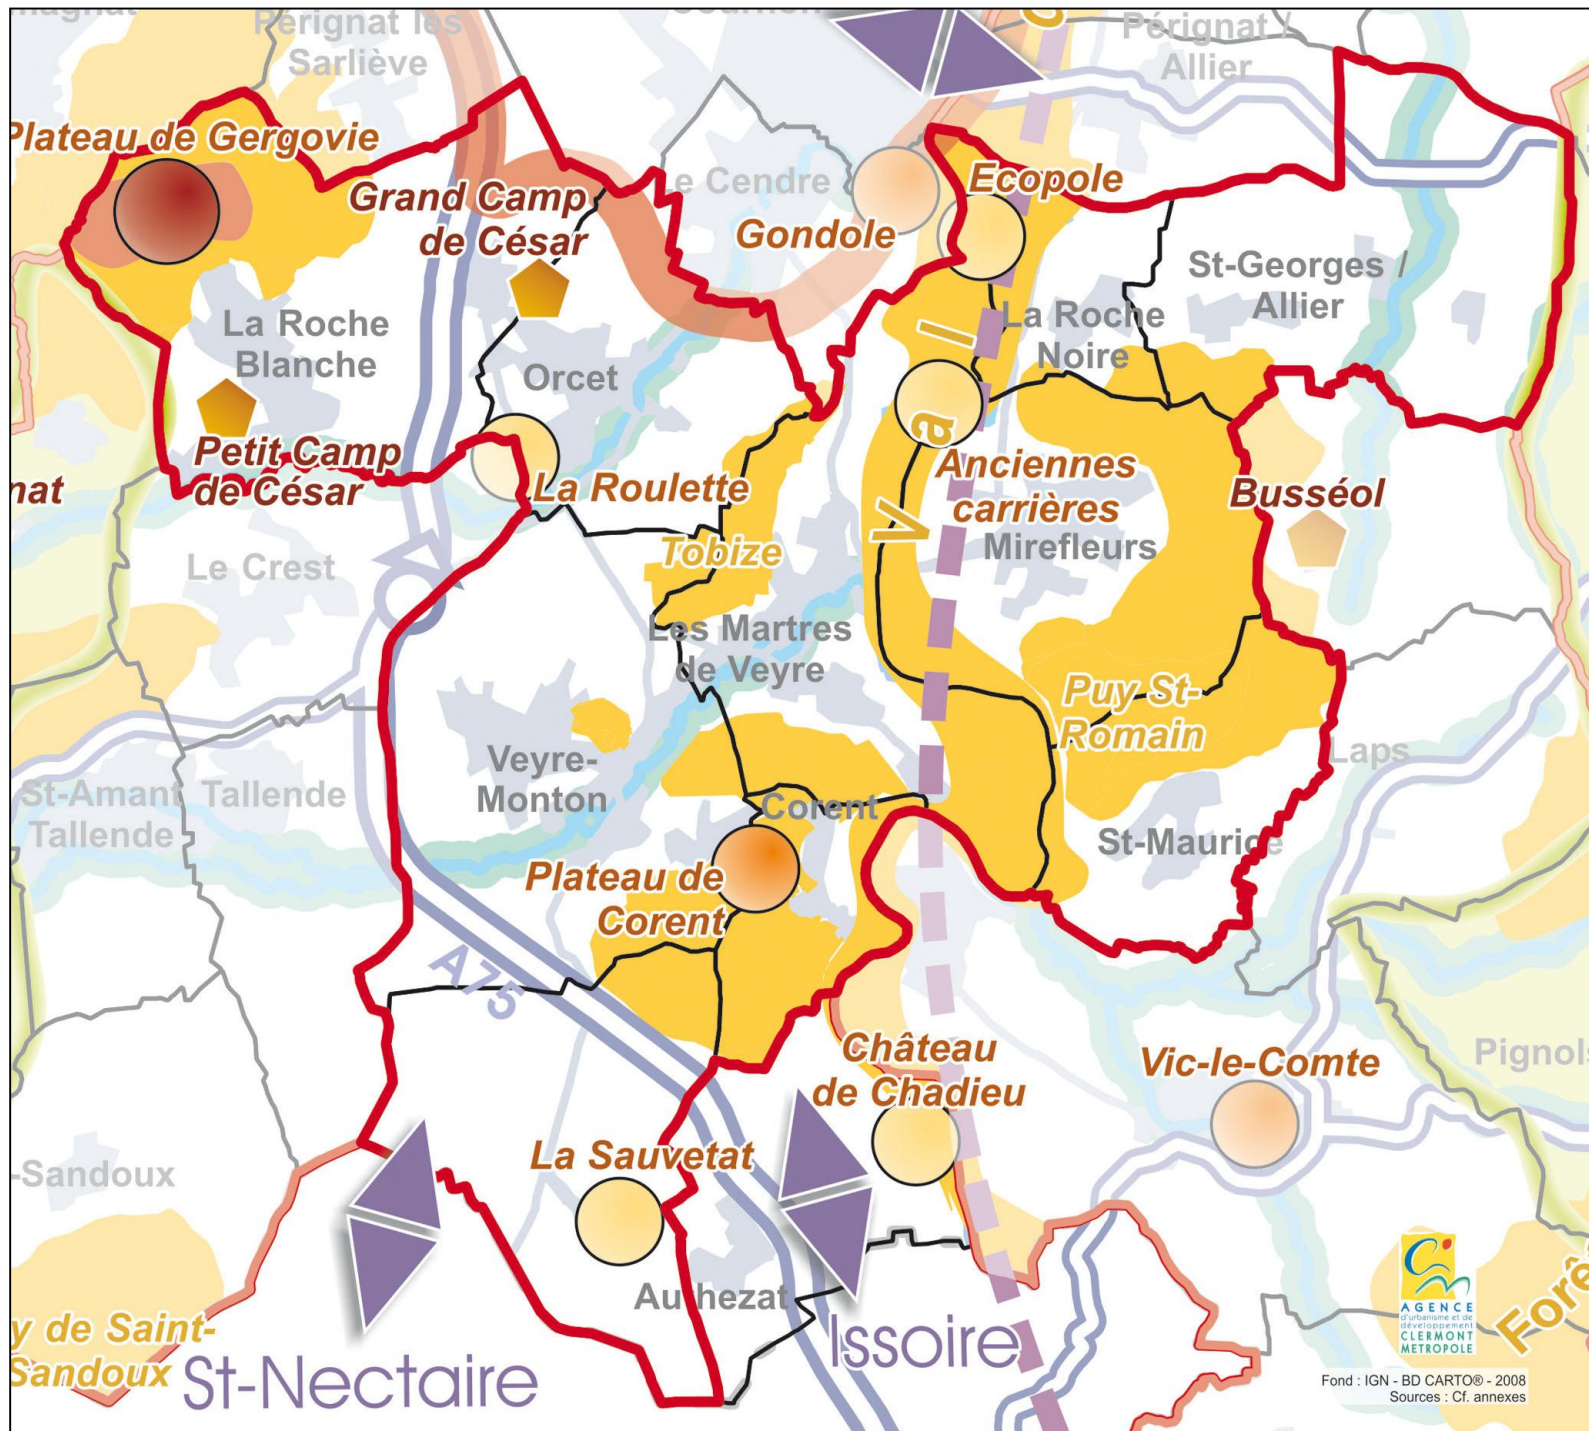 Pérignat les
Sarliève
Pérignat /
Allier
Plateau de Gergovie
Grand Camp
de César
Le Cendre
Ecopole
Gondole
St-Georges /
Allier
La Roche
Blanche
La Roche
Noire
Orcet
Petit Camp
de César
nat
La Roulette
Val
Anciennes
carrières
Busséol
Tobize
Mirefleurs
Le Crest
Les Martres
de Veyre
Puy St-
Romain
Laps
Veyre-
Monton
St-Amant
Tallende
Tallende
Corent
St-Maurice
Plateau de
Corent
A75
Château
de Chadieu
Vic-le-Comte
Pignols
-Sandoux
La Sauvetat
Authezat
y de Saint-
Sandoux
St-Nectaire
Issoire
Forê
AGENCE
d'urbanisme et de
développement
CLERMONT
METROPOLE
Fond : IGN - BD CARTO® - 2008
Sources : Cf. annexes